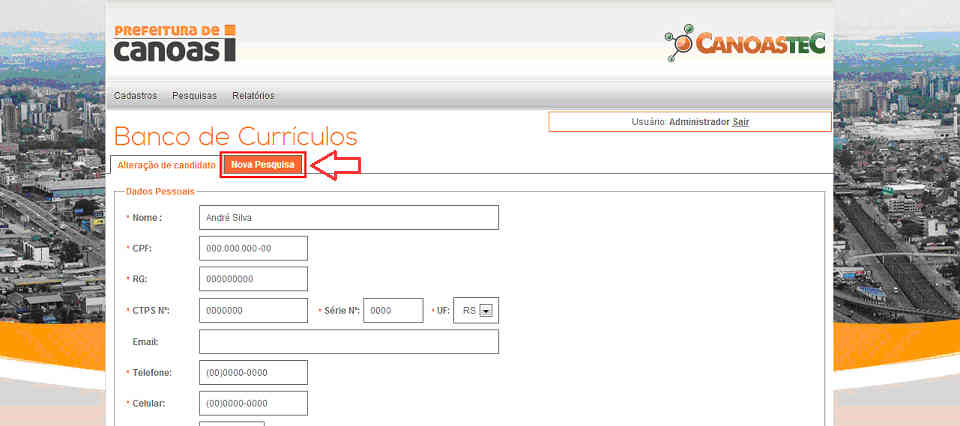 PREFEITURA DE
CANOAS
CANOASTEC
Cadastros Pesquisas Relatórios
Usuário: Administrador Sair
Banco de Currículos
Alteração de candidato Nova Pesquisa
Dados Pessoais
* Nome : André Silva
* CPF: 000.000.000-00
* RG: 000000000
* CTPS Nº: 0000000 * Série Nº: 0000 * UF: RS
Email:
* Telefone: (00)0000-0000
* Celular: (00)0000-0000